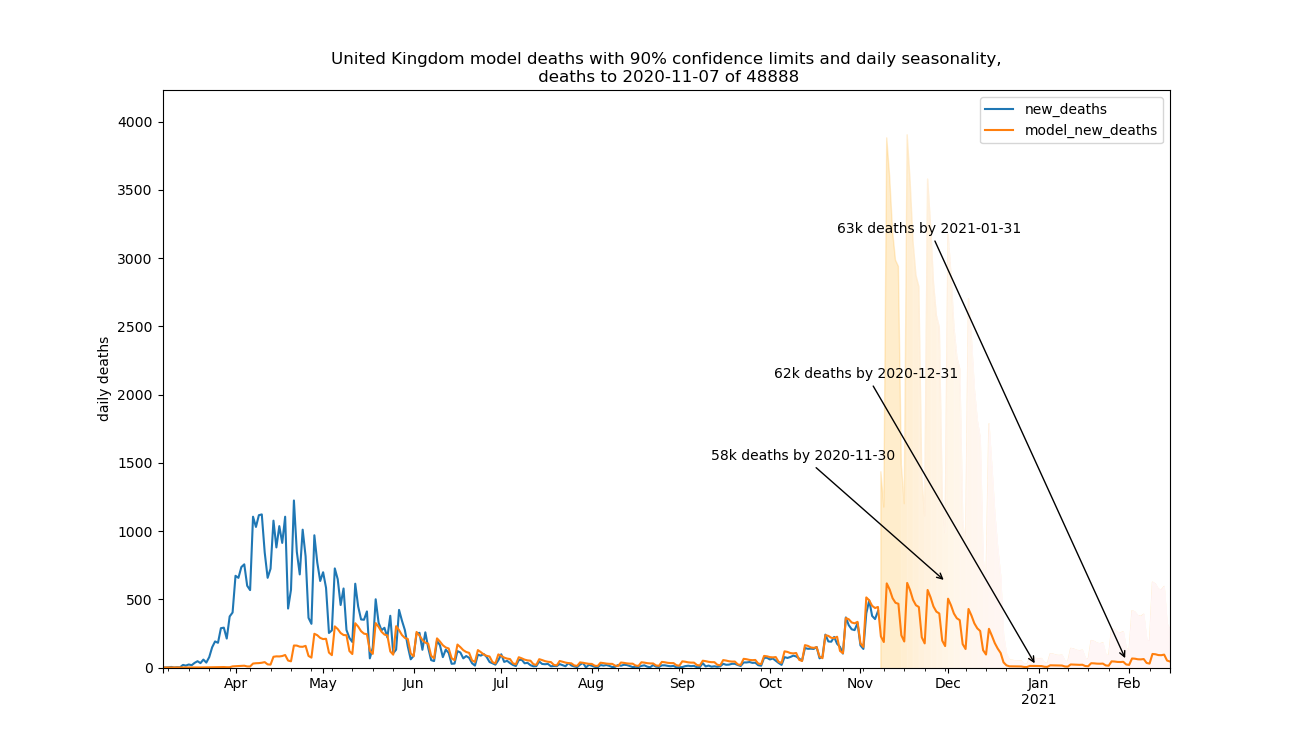 United Kingdom model deaths with 90% confidence limits and daily seasonality,
deaths to 2020-11-07 of 48888
new_deaths
model_new_deaths
4000
3500
3000
2500
2000
1500
1000
500
0
daily deaths
63k deaths by 2021-01-31
62k deaths by 2020-12-31
58k deaths by 2020-11-30
Apr May Jun Jul Aug Sep Oct Nov Dec Jan Feb
2021